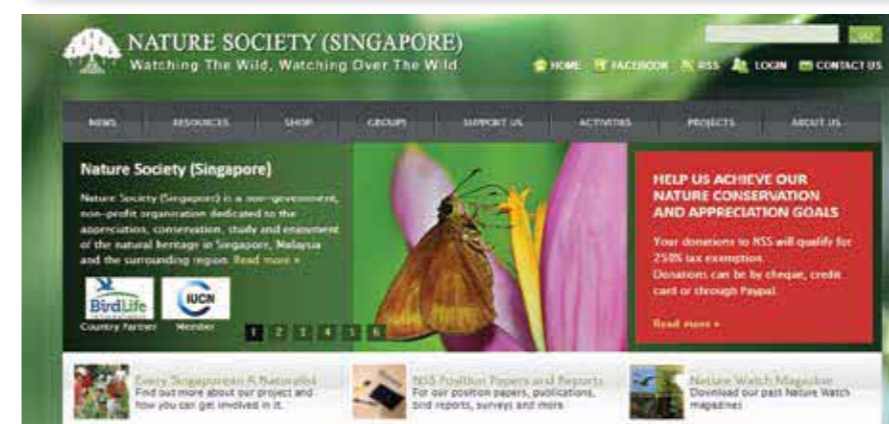 NATURE SOCIETY (SINGAPORE)
Watching The Wild, Watching Over The Wild
GO
HOME FACEBOOK RSS LOGIN CONTACT US
NEWS RESOURCES SHOP GROUPS SUPPORT US ACTIVITIES PROJECTS ABOUT US
Nature Society (Singapore)
Nature Society (Singapore) is a non-government,
non-profit organisation dedicated to the
appreciation, conservation, study and enjoyment
of the natural heritage in Singapore, Malaysia
and the surrounding region. Read more »
BirdLife
INTERNATIONAL
Country Partner
IUCN
Member
1 2 3 4 5 6
HELP US ACHIEVE OUR
NATURE CONSERVATION
AND APPRECIATION GOALS
Your donations to NSS will qualify for
250% tax exemption.
Donations can be by cheque, credit
card or through Paypal.
Read more »
Every Singaporean A Naturalist
Find out more about our project and
how you can get involved in it.
NSS Position Papers and Reports
For our position papers, publications,
bird reports, surveys and more
Nature Watch Magazine
Download our past Nature Watch
magazines